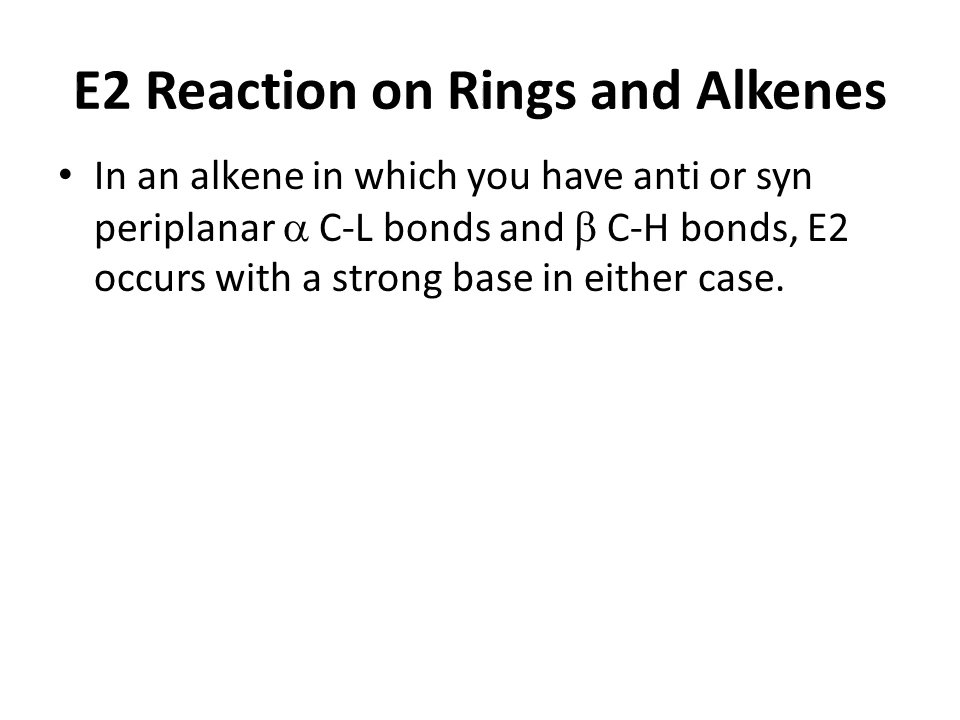 E2 Reaction on Rings and Alkenes
• In an alkene in which you have anti or syn
periplanar α C-L bonds and β C-H bonds, E2
occurs with a strong base in either case.